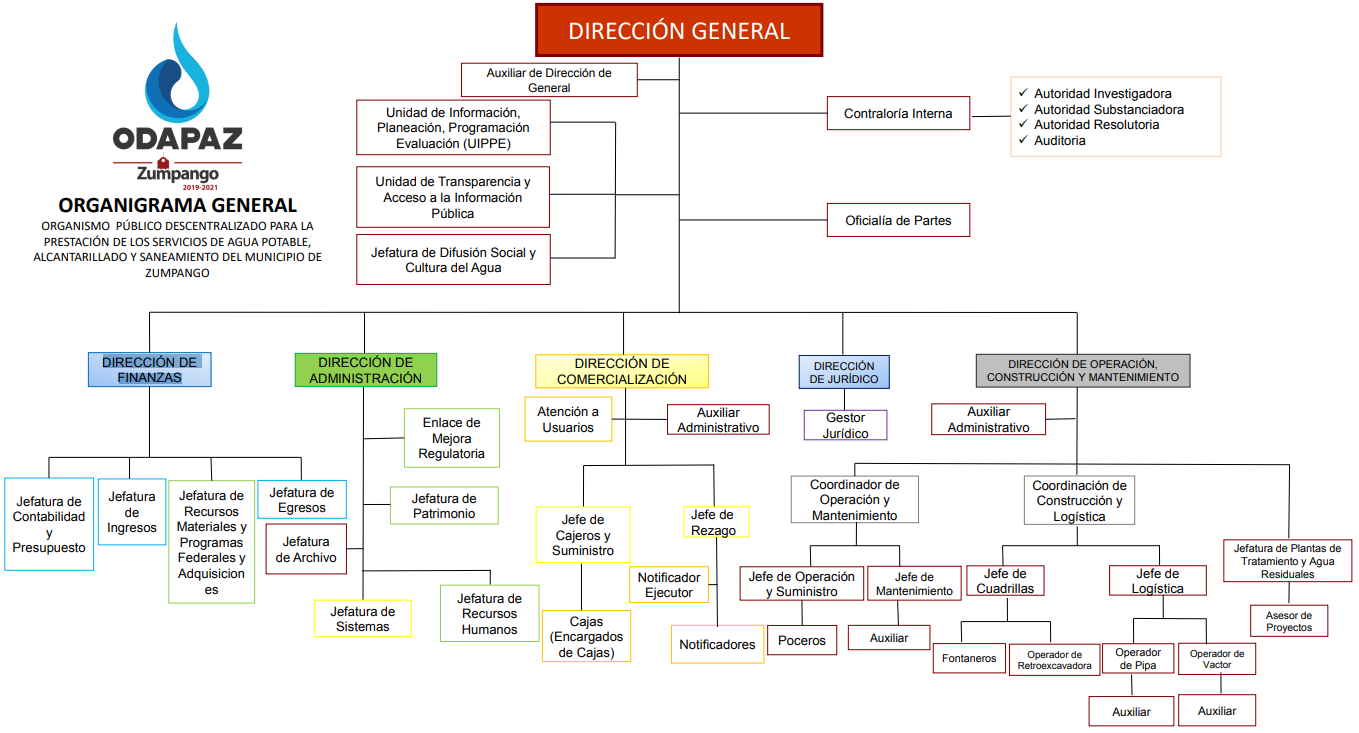 DIRECCIÓN GENERAL
ODAPAZ
Zumpango
2019-2021
ORGANIGRAMA GENERAL
ORGANISMO PÚBLICO DESCENTRALIZADO PARA LA
PRESTACIÓN DE LOS SERVICIOS DE AGUA POTABLE,
ALCANTARILLADO Y SANEAMIENTO DEL MUNICIPIO DE
ZUMPANGO
Auxiliar de Dirección de
General
Unidad de Información,
Planeación, Programación
Evaluación (UIPPE)
Unidad de Transparencia y
Acceso a la Información
Pública
Jefatura de Difusión Social y
Cultura del Agua
Contraloría Interna
✓ Autoridad Investigadora
✓ Autoridad Substanciadora
✓ Autoridad Resolutoria
✓ Auditoria
Oficialía de Partes
DIRECCIÓN DE
FINANZAS
Jefatura de
Contabilidad
y
Presupuesto
Jefatura
de
Ingresos
Jefatura de
Recursos
Materiales y
Programas
Federales y
Adquisicion
es
Jefatura de
Egresos
DIRECCIÓN DE
ADMINISTRACIÓN
Enlace de
Mejora
Regulatoria
Jefatura de
Patrimonio
Jefatura
de Archivo
Jefatura de
Sistemas
Jefatura de
Recursos
Humanos
DIRECCIÓN DE
COMERCIALIZACIÓN
Atención a
Usuarios
Auxiliar
Administrativo
Jefe de
Cajeros y
Suministro
Cajas
(Encargados
de Cajas)
Jefe de
Rezago
Notificador
Ejecutor
Notificadores
DIRECCIÓN
DE JURÍDICO
Gestor
Jurídico
DIRECCIÓN DE OPERACIÓN,
CONSTRUCCIÓN Y MANTENIMIENTO
Auxiliar
Administrativo
Coordinador de
Operación y
Mantenimiento
Jefe de Operación
y Suministro
Poceros
Jefe de
Mantenimiento
Auxiliar
Coordinación de
Construcción y
Logística
Jefe de
Cuadrillas
Fontaneros
Operador de
Retroexcavadora
Jefe de
Logística
Operador
de Pipa
Auxiliar
Operador de
Vactor
Auxiliar
Jefatura de Plantas de
Tratamiento y Agua
Residuales
Asesor de
Proyectos